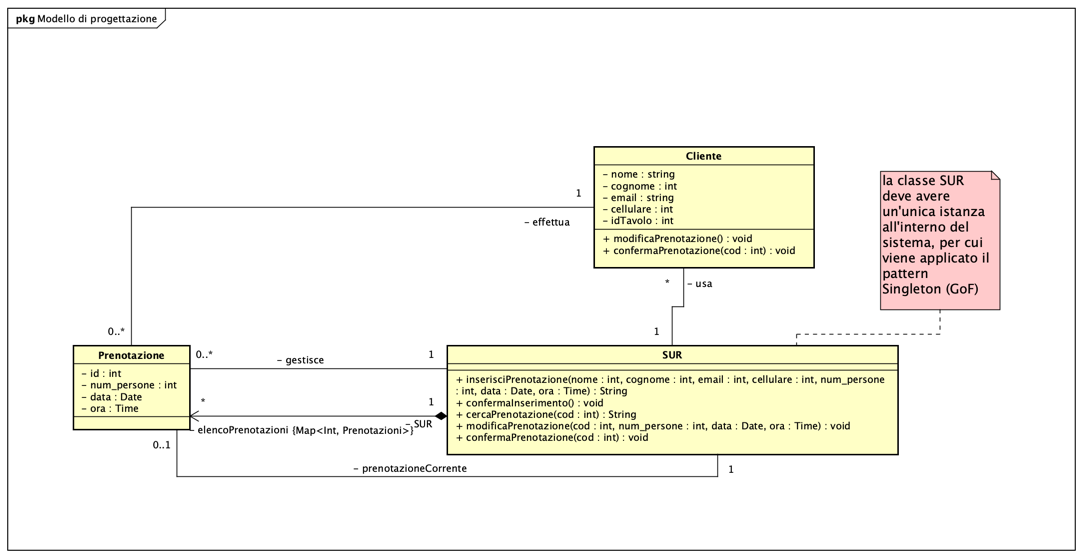 pkg Modello di progettazione
Cliente
– nome : string
– cognome : int
– email : string
– cellulare : int
– idTavolo : int
+ modificaPrenotazione() : void
+ confermaPrenotazione(cod : int) : void
la classe SUR
deve avere
un'unica istanza
all'interno del
sistema, per cui
viene applicato il
pattern
Singleton (GoF)
1
– effettua
*
– usa
0..*
1
Prenotazione
– id : int
– num_persone : int
– data : Date
– ora : Time
0..*
– gestisce
1
SUR
+ inserisciPrenotazione(nome : int, cognome : int, email : int, cellulare : int, num_persone
: int, data : Date, ora : Time) : String
+ confermaInserimento() : void
+ cercaPrenotazione(cod : int) : String
+ modificaPrenotazione(cod : int, num_persone : int, data : Date, ora : Time) : void
+ confermaPrenotazione(cod : int) : void
*
1
– SUR
– elencoPrenotazioni {Map<Int, Prenotazioni>}
0..1
– prenotazioneCorrente
1